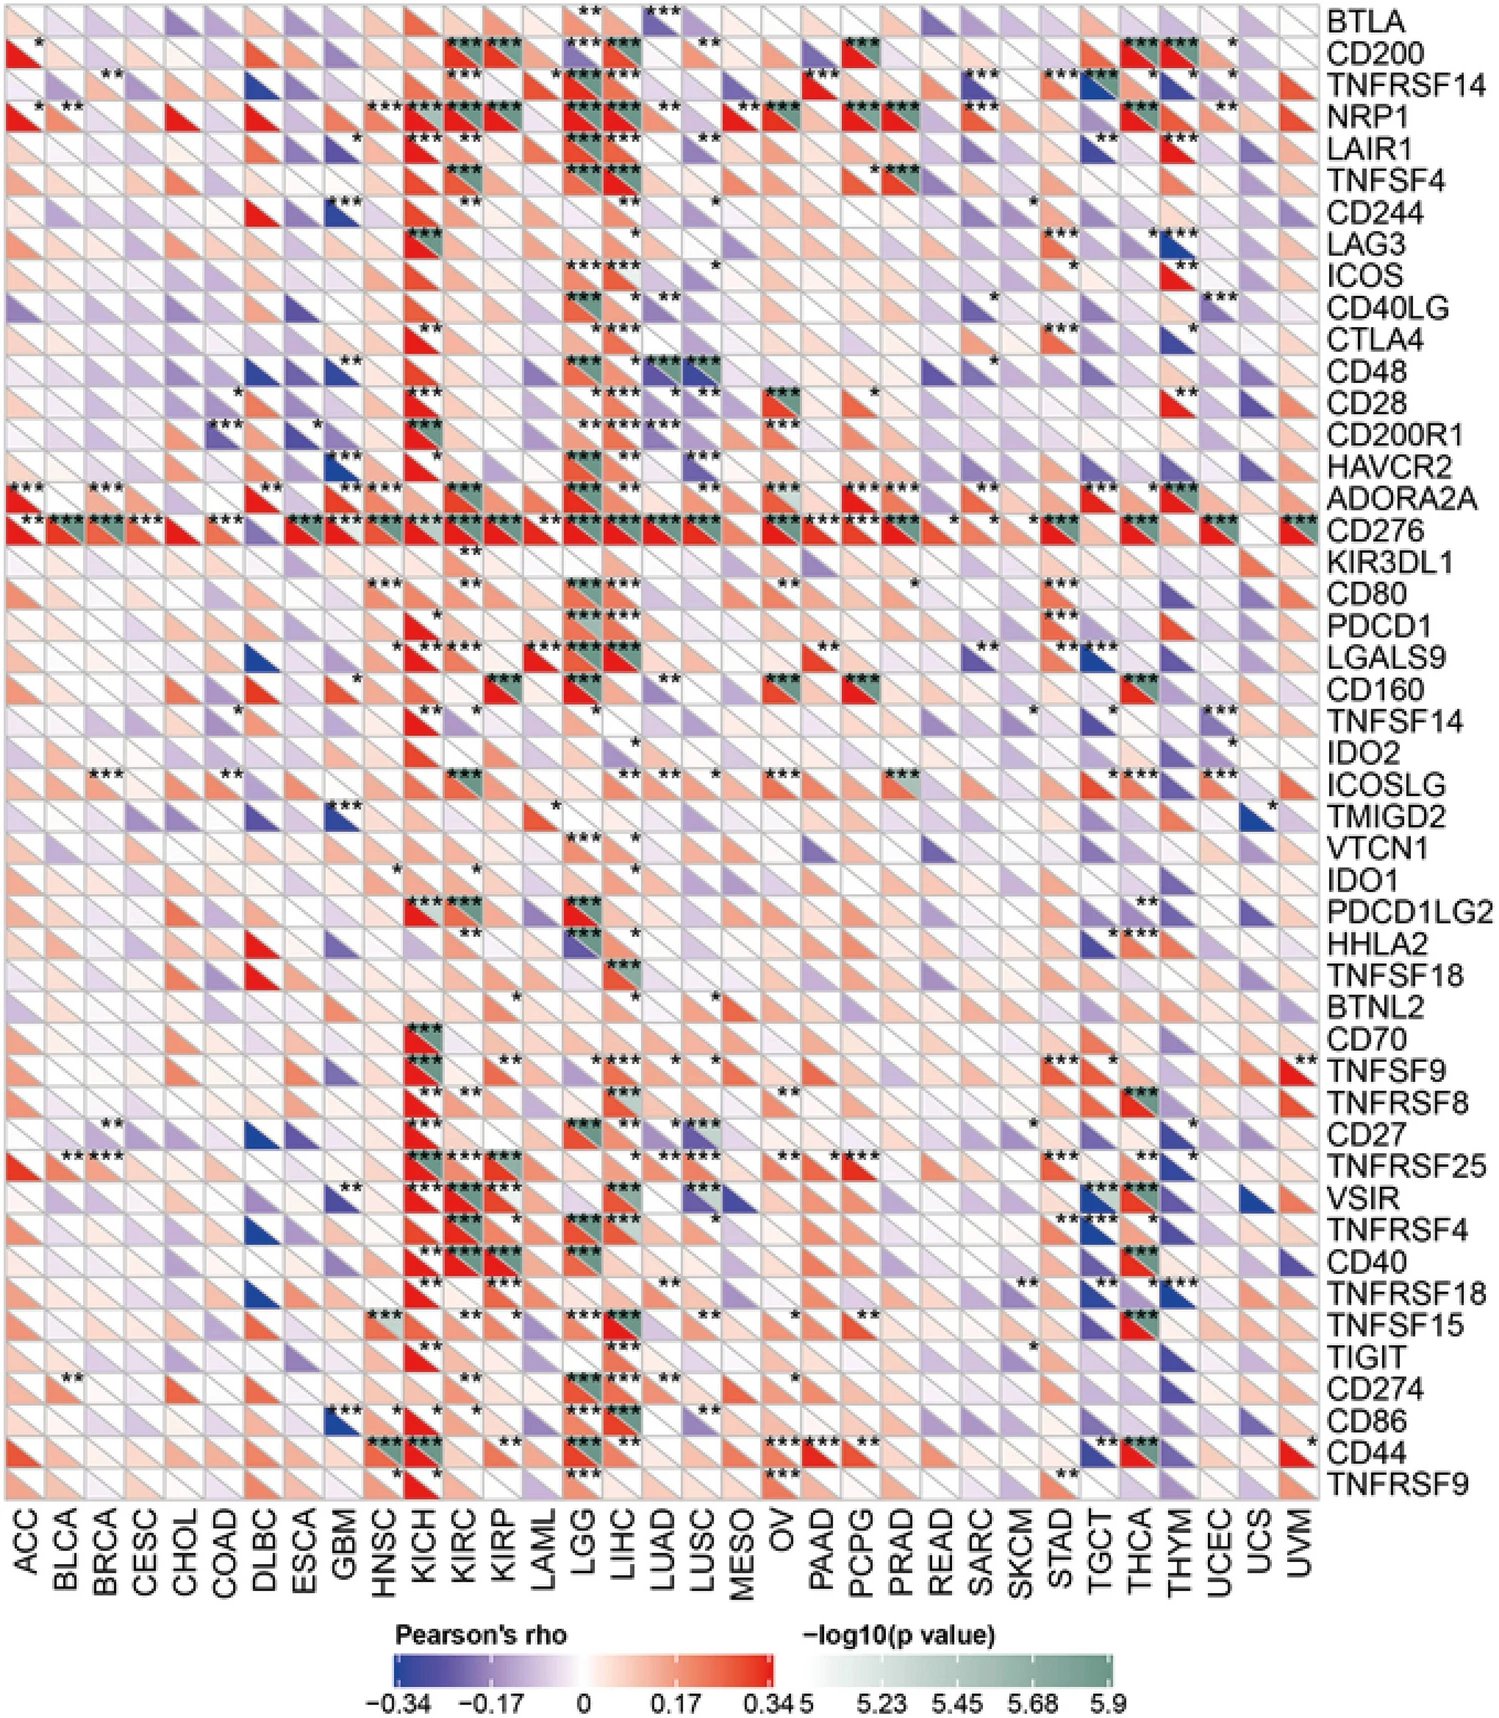 BTLA
CD200
TNFRSF14
NRP1
LAIR1
TNFSF4
CD244
LAG3
ICOS
CD40LG
CTLA4
CD48
CD28
CD200R1
HAVCR2
ADORA2A
CD276
KIR3DL1
CD80
PDCD1
LGALS9
CD160
TNFSF14
IDO2
ICOSLG
TMIGD2
VTCN1
IDO1
PDCD1LG2
HHLA2
TNFSF18
BTNL2
CD70
TNFSF9
TNFRSF8
CD27
TNFRSF25
VSIR
TNFRSF4
CD40
TNFRSF18
TNFSF15
TIGIT
CD274
CD86
CD44
TNFRSF9
ACC BLCA BRCA CESC CHOL COAD DLBC ESCA GBM HNSC KICH KIRC KIRP LAML LGG LIHC LUAD LUSC MESO OV PAAD PCPG PRAD READ SARC SKCM STAD TGCT THCA THYM UCEC UCS UVM
Pearson's rho −log10(p value)
−0.34 −0.17 0 0.17 0.34 5 5.23 5.45 5.68 5.9